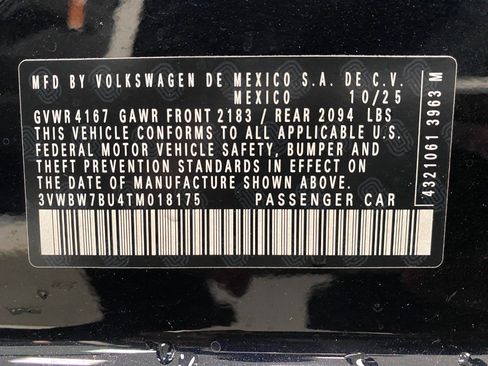 MFD BY VOLKSWAGEN DE MEXICO S.A. DE C.V.
MEXICO 10/25
GVWR 4167 GAWR FRONT 2183 / REAR 2094 LBS
THIS VEHICLE CONFORMS TO ALL APPLICABLE U.S.
FEDERAL MOTOR VEHICLE SAFETY, BUMPER AND
THEFT PREVENTION STANDARDS IN EFFECT ON
THE DATE OF MANUFACTURE SHOWN ABOVE.
3VWBW7BU4TM018175 PASSENGER CAR
4321061 3963 M